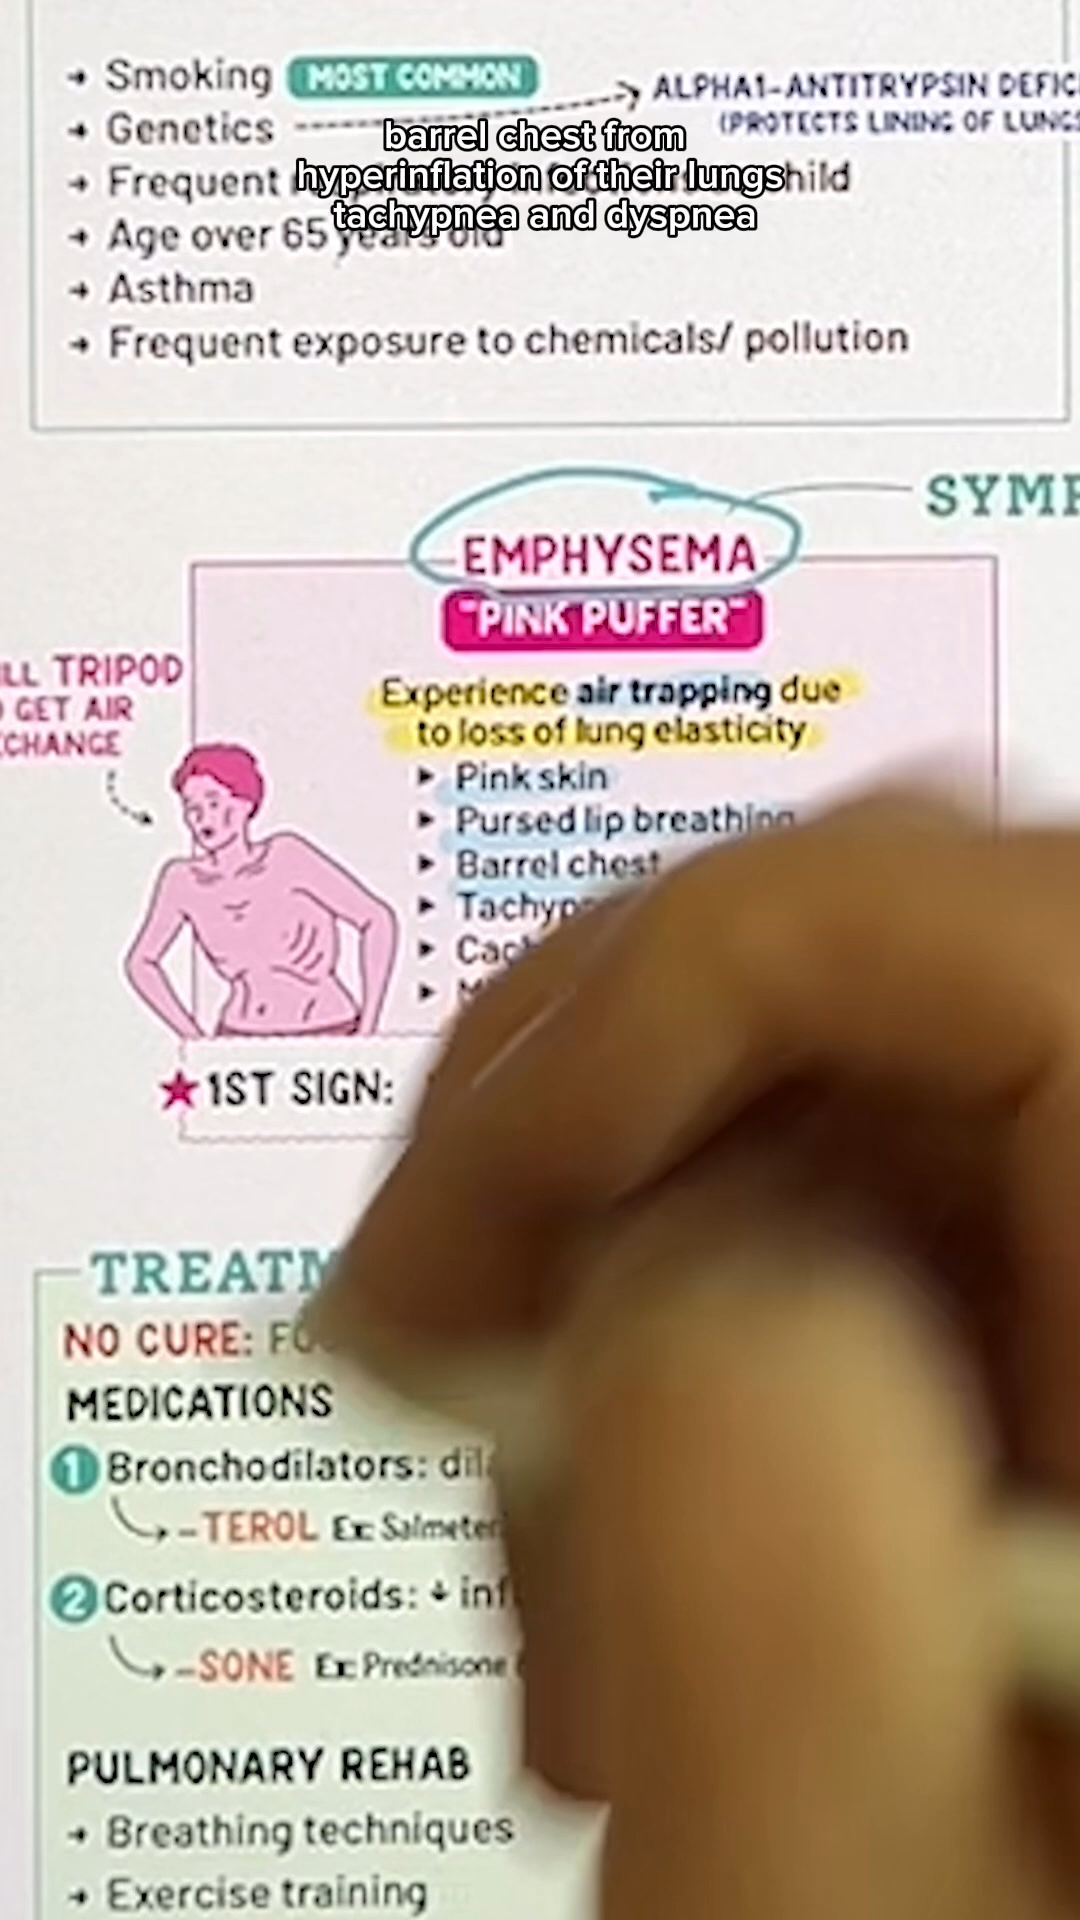 → Smoking MOST COMMON
ALPHA1-ANTITRYPSIN DEFIC
(PROTECTS LINING OF LUNGS
→ Genetics
barrel chest from
hyperinflation of their lungs
tachypnea and dyspnea
→ Frequent hild
→ Age over 65 years old
→ Asthma
→ Frequent exposure to chemicals/ pollution
SYMP
EMPHYSEMA
"PINK PUFFER"
LL TRIPOD
GET AIR
CHANGE
Experience air trapping due
to loss of lung elasticity
▸ Pink skin
▸ Pursed lip breathing
▸ Barrel chest
▸ Tachyp
▸ Cac
▸ M
★ 1ST SIGN:
TREATM
NO CURE: FO
MEDICATIONS
1 Bronchodilators: dil
-TEROL Ex: Salmeter
2 Corticosteroids: ↓ inf
-SONE Ex: Prednisone
PULMONARY REHAB
→ Breathing techniques
→ Exercise training